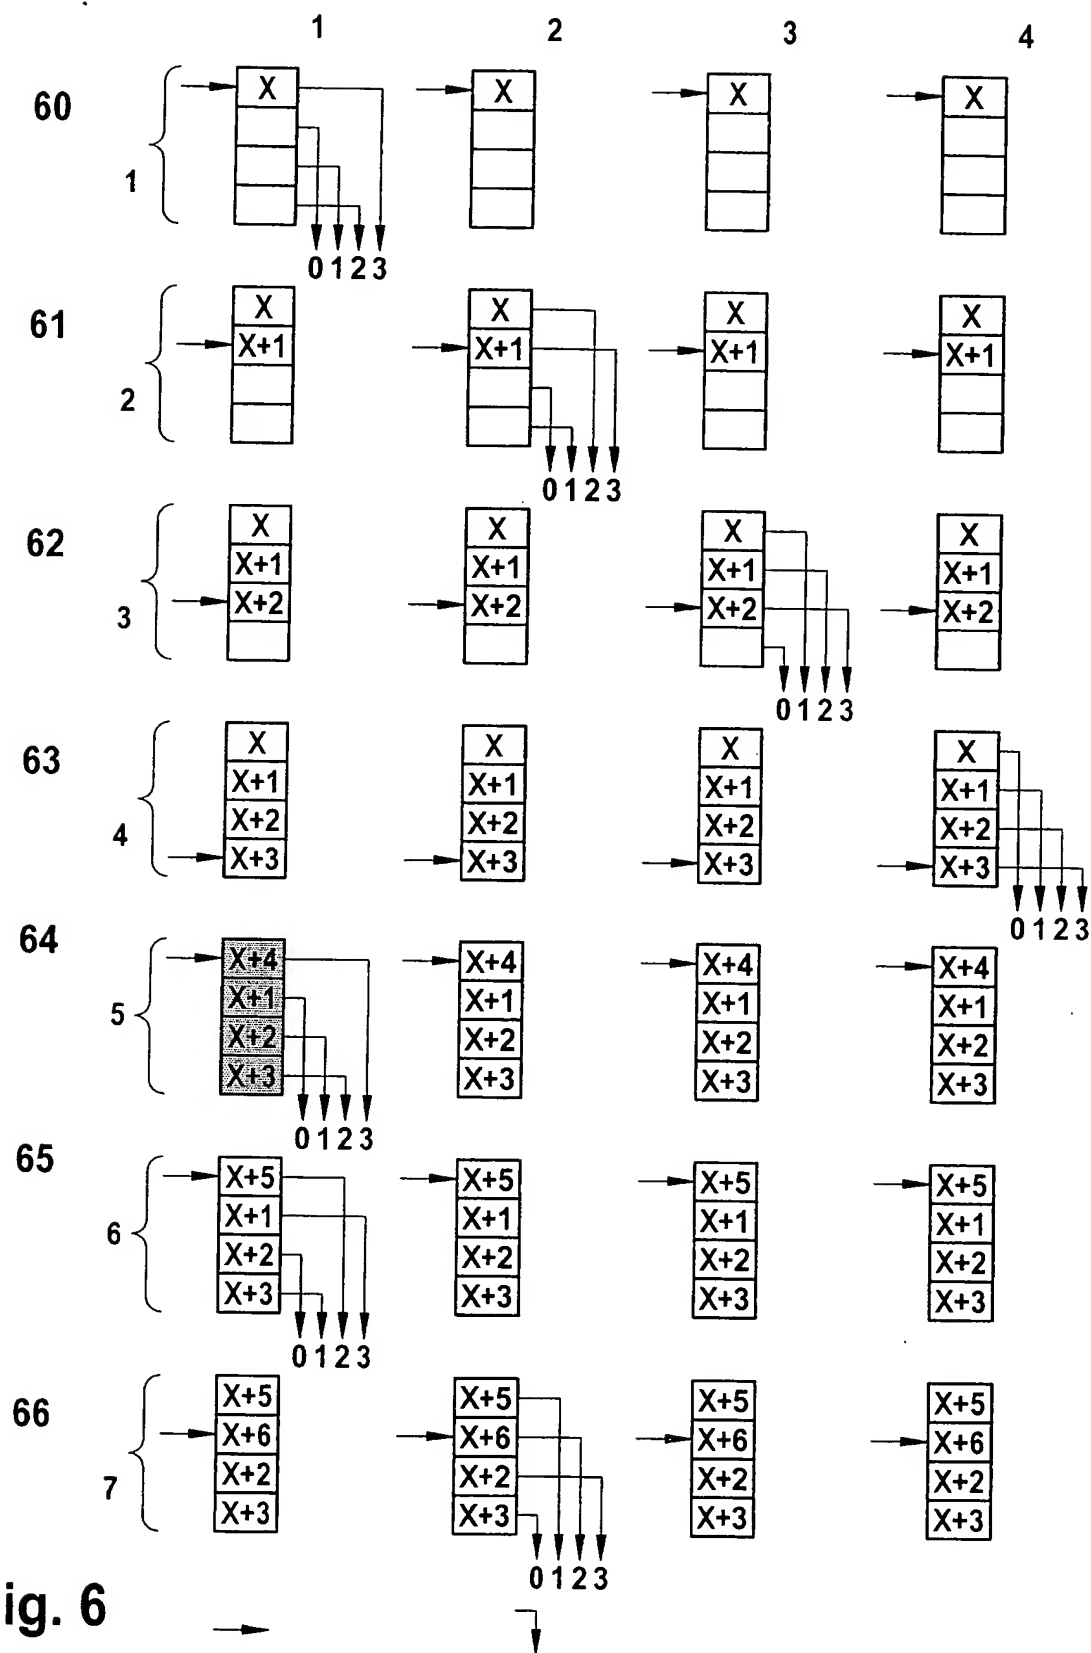 1 2 3 4
60
1
X X X X
0 1 2 3
61
2
X X X X
X+1 X+1 X+1 X+1
0 1 2 3
62
3
X X X X
X+1 X+1 X+1 X+1
X+2 X+2 X+2 X+2
0 1 2 3
63
4
X X X X
X+1 X+1 X+1 X+1
X+2 X+2 X+2 X+2
X+3 X+3 X+3 X+3
0 1 2 3
64
5
X+4 X+4 X+4 X+4
X+1 X+1 X+1 X+1
X+2 X+2 X+2 X+2
X+3 X+3 X+3 X+3
0 1 2 3
65
6
X+5 X+5 X+5 X+5
X+1 X+1 X+1 X+1
X+2 X+2 X+2 X+2
X+3 X+3 X+3 X+3
0 1 2 3
66
7
X+5 X+5 X+5 X+5
X+6 X+6 X+6 X+6
X+2 X+2 X+2 X+2
X+3 X+3 X+3 X+3
0 1 2 3
ig. 6